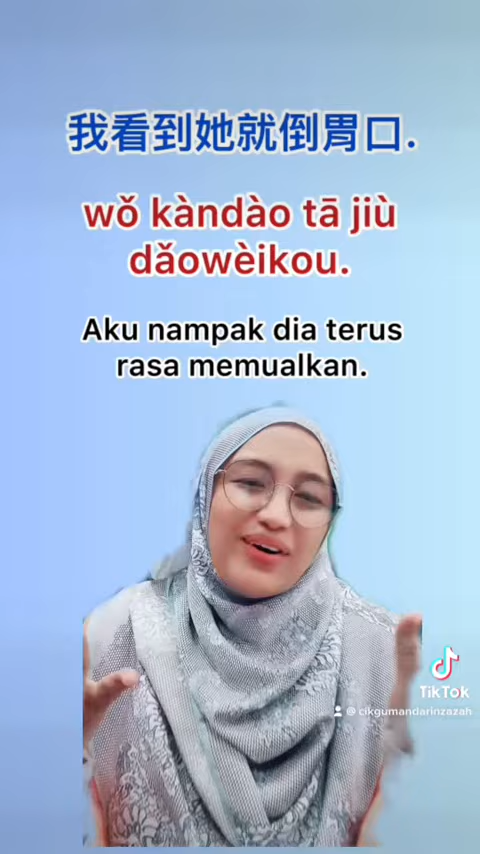 我看到她就倒胃口.
wǒ kàndào tā jiù
dǎowèikou.
Aku nampak dia terus
rasa memualkan.
TikTok
@ cikgumandarinzazah